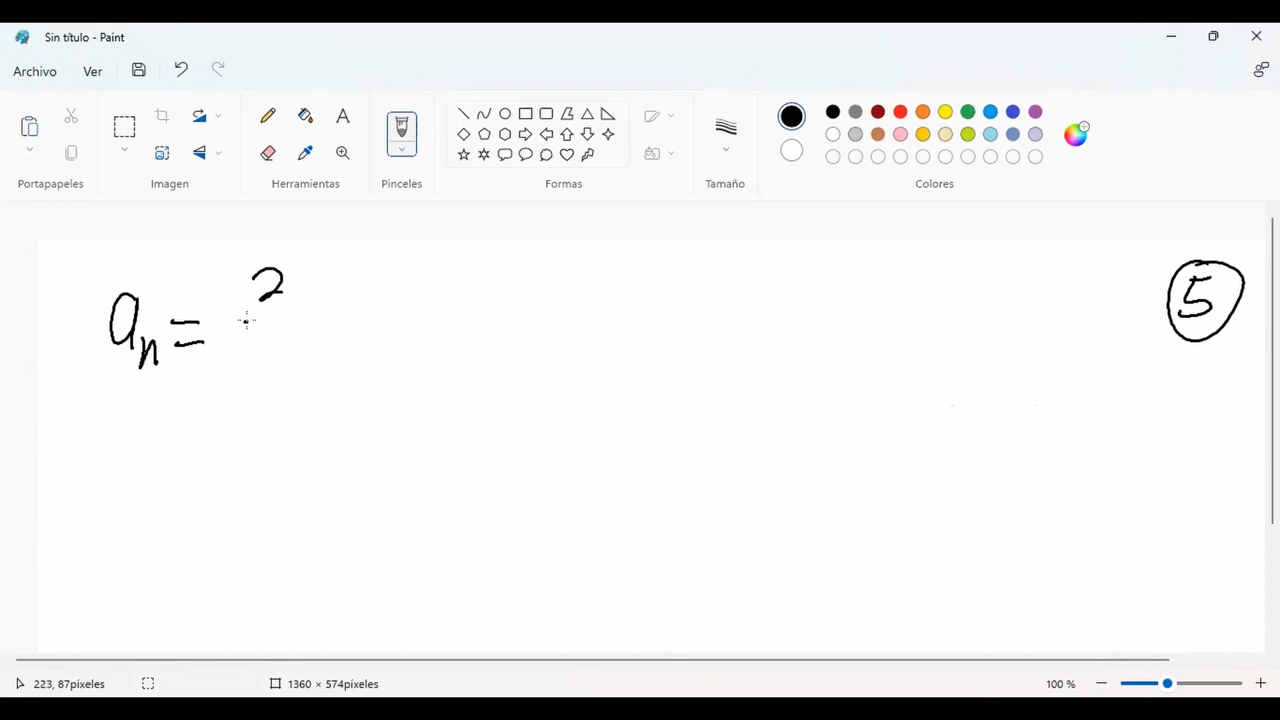 Sin título - Paint
Archivo Ver
Portapapeles Imagen Herramientas Pinceles Formas Tamaño Colores
aₙ = 2
5
223, 87píxeles 1360 × 574píxeles 100 %